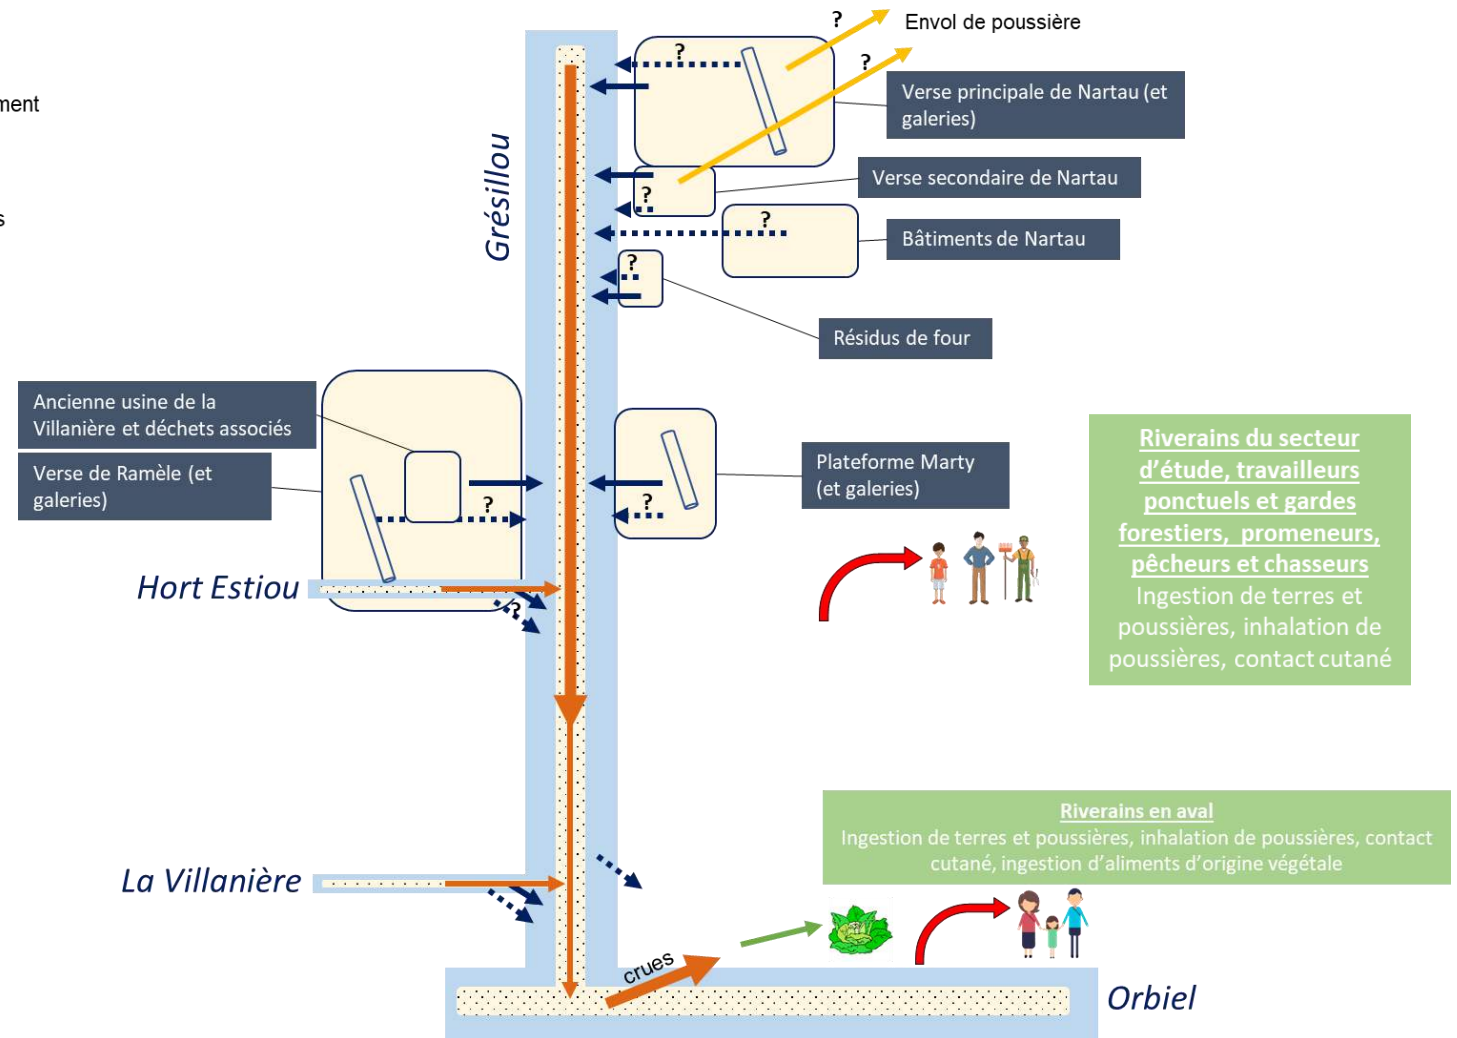 ?
Envol de poussière
?
?
ment
Verse principale de Nartau (et
galeries)
Grésillou
Verse secondaire de Nartau
?
s
?
Bâtiments de Nartau
?
Résidus de four
Ancienne usine de la
Villanière et déchets associés
Verse de Ramèle (et
galeries)
?
Plateforme Marty
(et galeries)
?
Riverains du secteur
d'étude, travailleurs
ponctuels et gardes
forestiers, promeneurs,
pêcheurs et chasseurs
Ingestion de terres et
poussières, inhalation de
poussières, contact cutané
Hort Estiou
?
Riverains en aval
Ingestion de terres et poussières, inhalation de poussières, contact
cutané, ingestion d'aliments d'origine végétale
La Villanière
crues
Orbiel